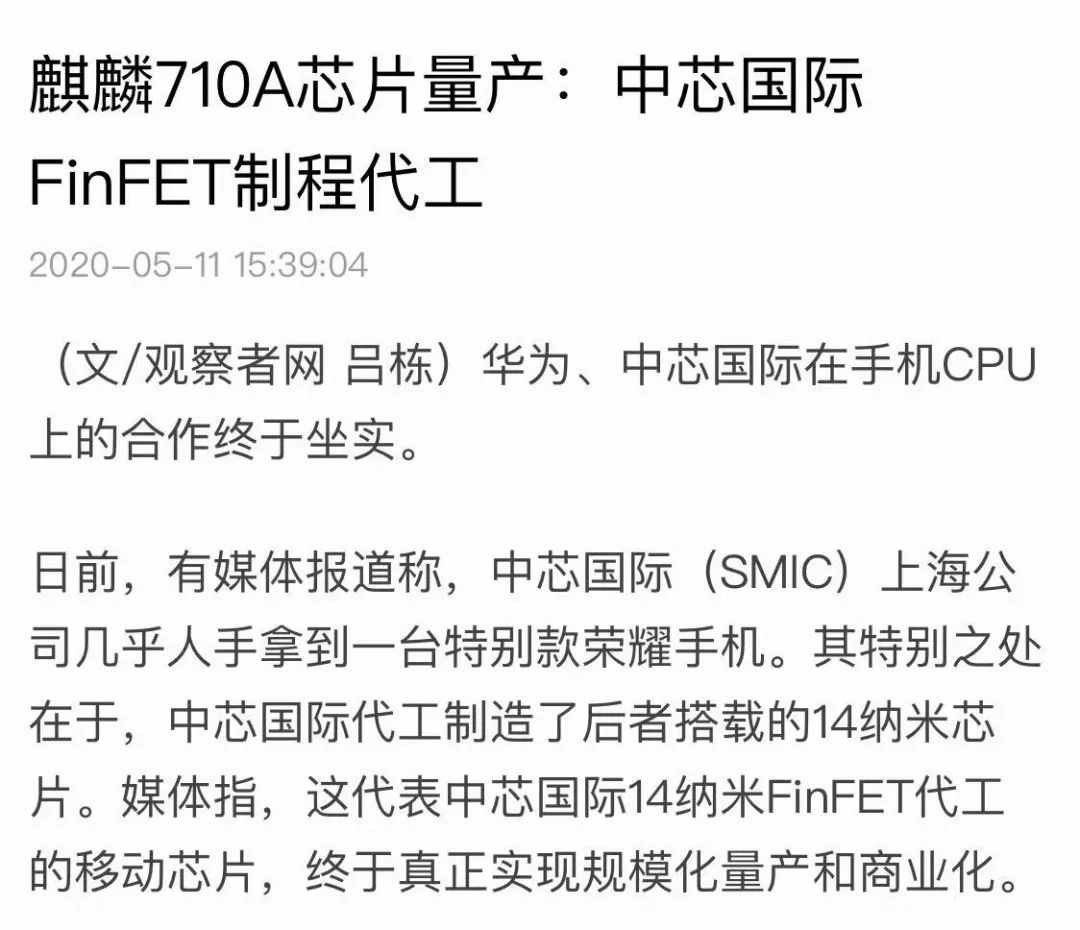 麒麟710A芯片量产：中芯国际
FinFET制程代工
2020-05-11 15:39:04
（文/观察者网 吕栋）华为、中芯国际在手机CPU
上的合作终于坐实。
日前，有媒体报道称，中芯国际（SMIC）上海公
司几乎人手拿到一台特别款荣耀手机。其特别之处
在于，中芯国际代工制造了后者搭载的14纳米芯
片。媒体指，这代表中芯国际14纳米FinFET代工
的移动芯片，终于真正实现规模化量产和商业化。